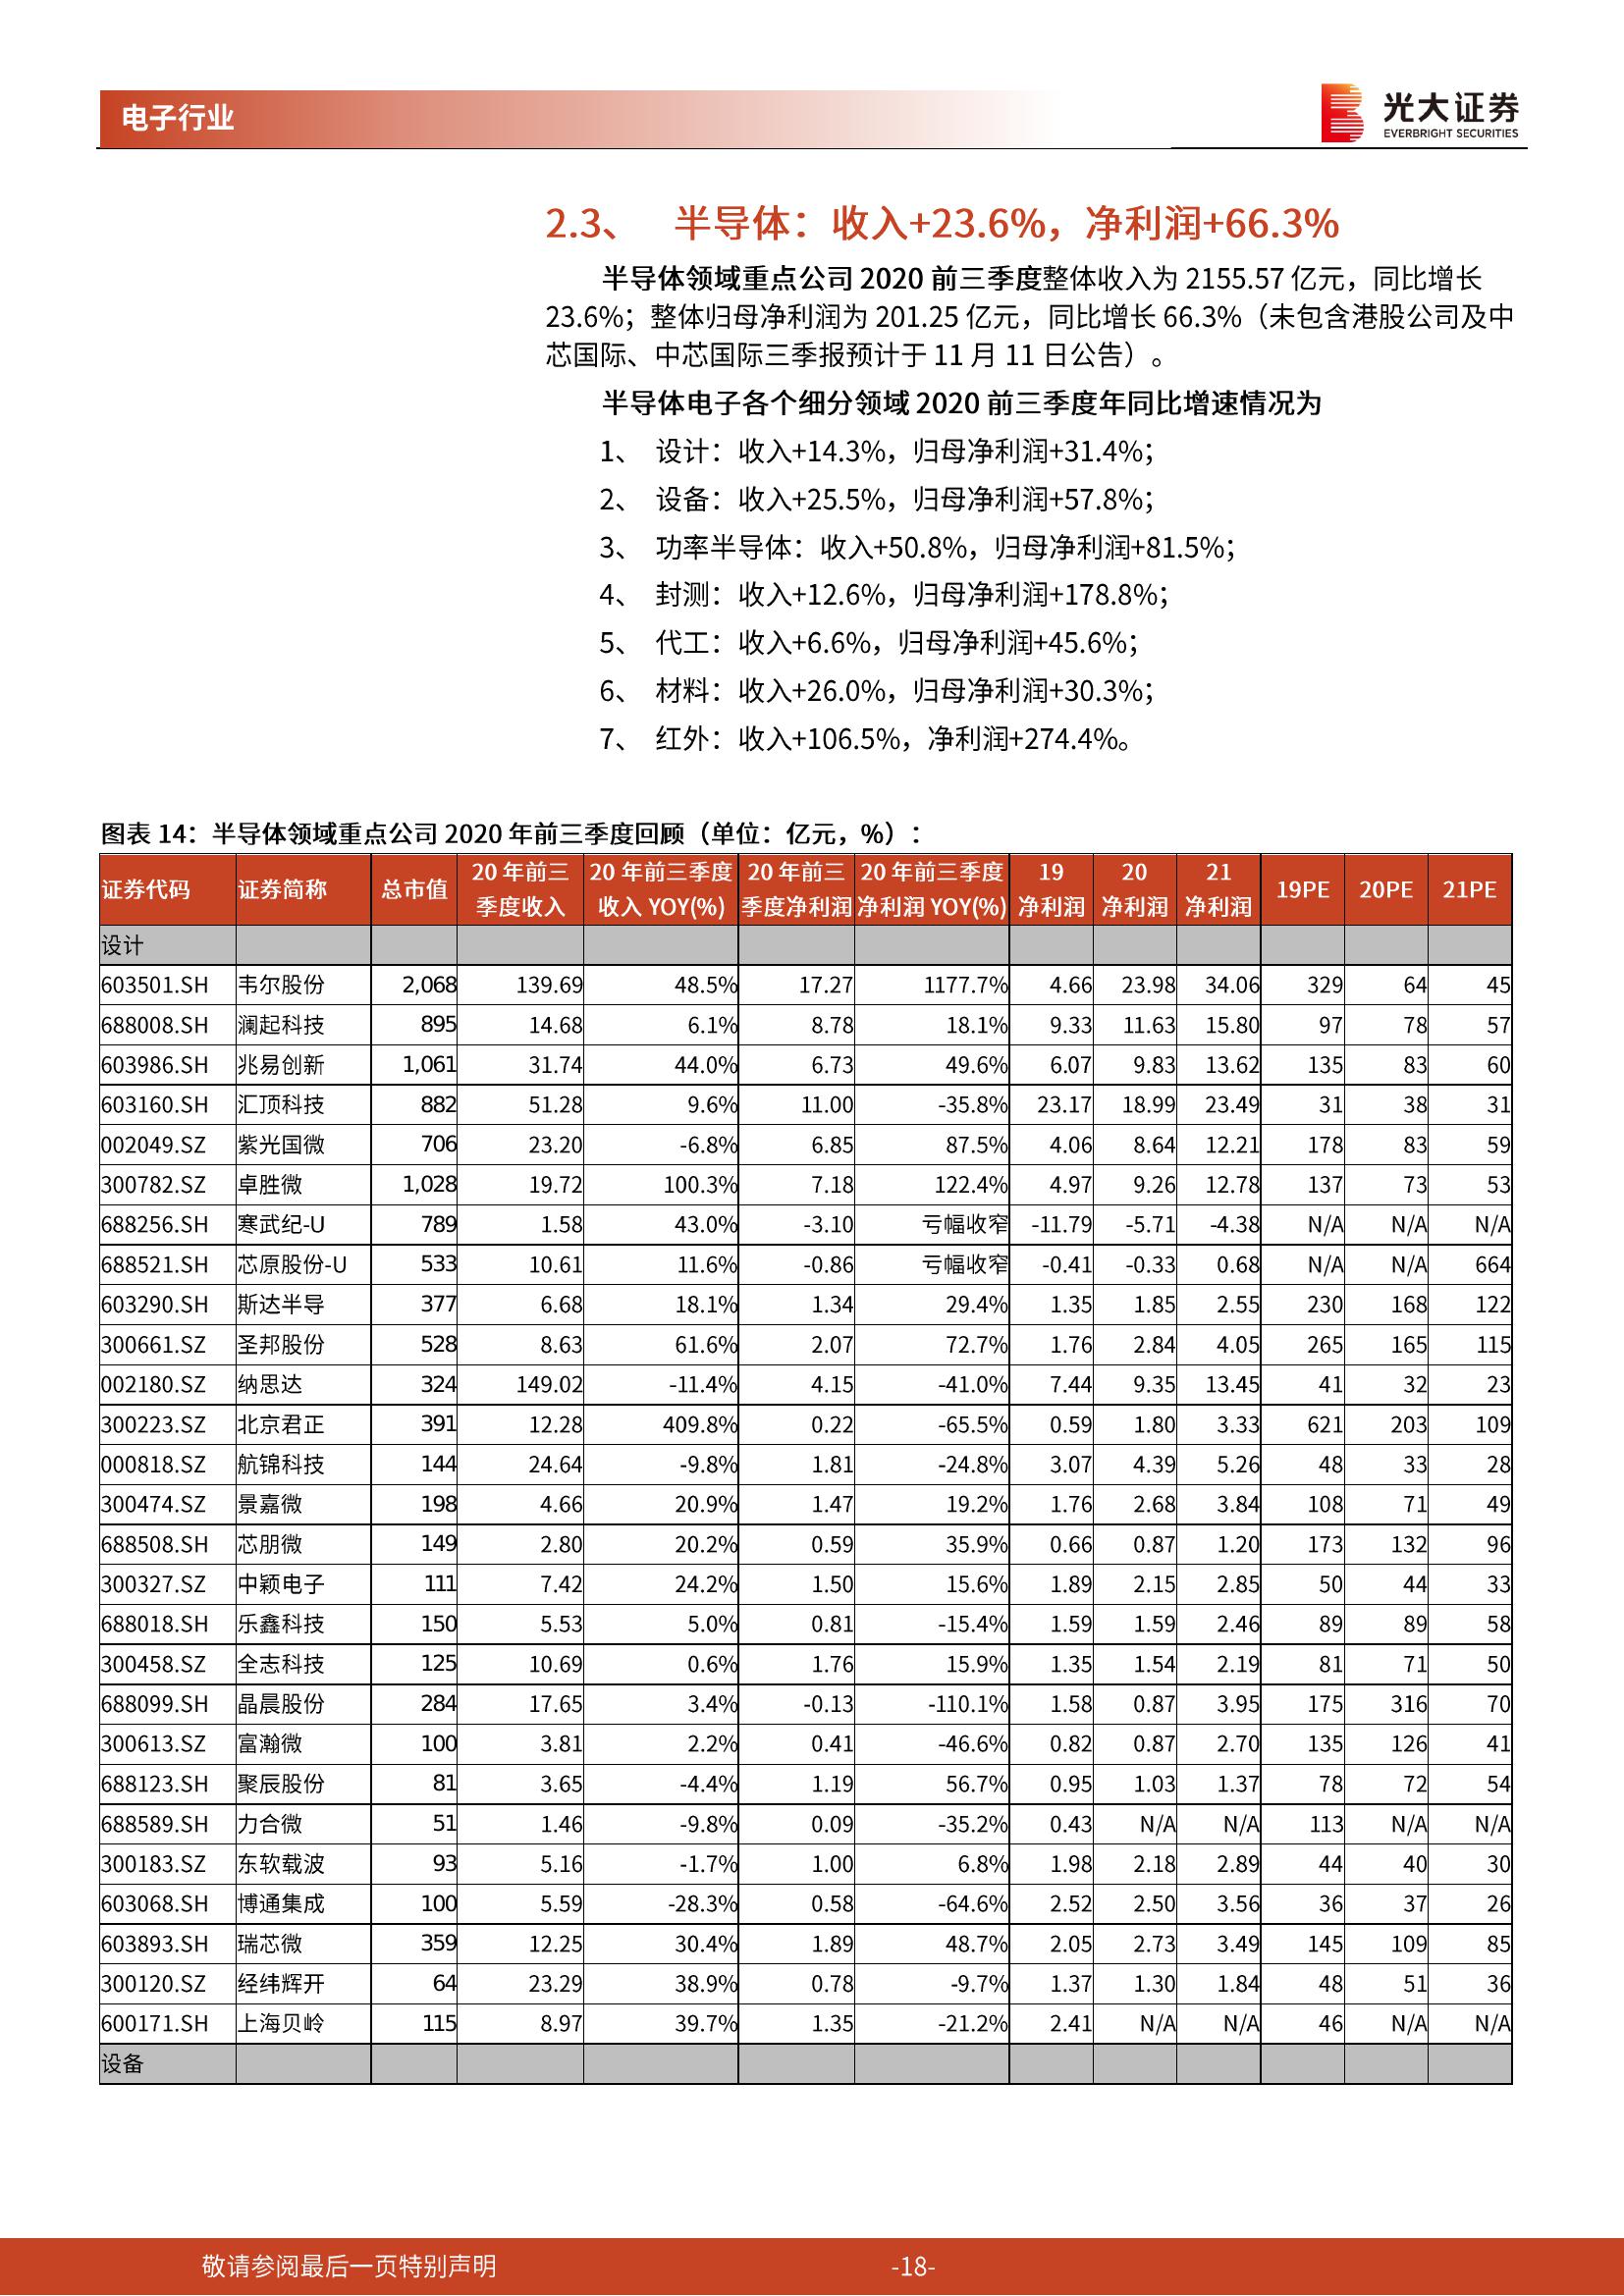 电子行业
光大证券
EVERBRIGHT SECURITIES
2.3、 半导体：收入+23.6%，净利润+66.3%
半导体领域重点公司 2020 前三季度整体收入为 2155.57 亿元，同比增长
23.6%；整体归母净利润为 201.25 亿元，同比增长 66.3%（未包含港股公司及中
芯国际、中芯国际三季报预计于 11 月 11 日公告）。
半导体电子各个细分领域 2020 前三季度年同比增速情况为
1、 设计：收入+14.3%，归母净利润+31.4%；
2、 设备：收入+25.5%，归母净利润+57.8%；
3、 功率半导体：收入+50.8%，归母净利润+81.5%；
4、 封测：收入+12.6%，归母净利润+178.8%；
5、 代工：收入+6.6%，归母净利润+45.6%；
6、 材料：收入+26.0%，归母净利润+30.3%；
7、 红外：收入+106.5%，净利润+274.4%。
图表 14：半导体领域重点公司 2020 年前三季度回顾（单位：亿元，%）：
证券代码 证券简称 总市值 20 年前三季度收入 20 年前三季度收入 YOY(%) 20 年前三季度净利润 20 年前三季度净利润 YOY(%) 19 净利润 20 净利润 21 净利润 19PE 20PE 21PE
设计
603501.SH 韦尔股份 2,068 139.69 48.5% 17.27 1177.7% 4.66 23.98 34.06 329 64 45
688008.SH 澜起科技 895 14.68 6.1% 8.78 18.1% 9.33 11.63 15.80 97 78 57
603986.SH 兆易创新 1,061 31.74 44.0% 6.73 49.6% 6.07 9.83 13.62 135 83 60
603160.SH 汇顶科技 882 51.28 9.6% 11.00 -35.8% 23.17 18.99 23.49 31 38 31
002049.SZ 紫光国微 706 23.20 -6.8% 6.85 87.5% 4.06 8.64 12.21 178 83 59
300782.SZ 卓胜微 1,028 19.72 100.3% 7.18 122.4% 4.97 9.26 12.78 137 73 53
688256.SH 寒武纪-U 789 1.58 43.0% -3.10 亏幅收窄 -11.79 -5.71 -4.38 N/A N/A N/A
688521.SH 芯原股份-U 533 10.61 11.6% -0.86 亏幅收窄 -0.41 -0.33 0.68 N/A N/A 664
603290.SH 斯达半导 377 6.68 18.1% 1.34 29.4% 1.35 1.85 2.55 230 168 122
300661.SZ 圣邦股份 528 8.63 61.6% 2.07 72.7% 1.76 2.84 4.05 265 165 115
002180.SZ 纳思达 324 149.02 -11.4% 4.15 -41.0% 7.44 9.35 13.45 41 32 23
300223.SZ 北京君正 391 12.28 409.8% 0.22 -65.5% 0.59 1.80 3.33 621 203 109
000818.SZ 航锦科技 144 24.64 -9.8% 1.81 -24.8% 3.07 4.39 5.26 48 33 28
300474.SZ 景嘉微 198 4.66 20.9% 1.47 19.2% 1.76 2.68 3.84 108 71 49
688508.SH 芯朋微 149 2.80 20.2% 0.59 35.9% 0.66 0.87 1.20 173 132 96
300327.SZ 中颖电子 111 7.42 24.2% 1.50 15.6% 1.89 2.15 2.85 50 44 33
688018.SH 乐鑫科技 150 5.53 5.0% 0.81 -15.4% 1.59 1.59 2.46 89 89 58
300458.SZ 全志科技 125 10.69 0.6% 1.76 15.9% 1.35 1.54 2.19 81 71 50
688099.SH 晶晨股份 284 17.65 3.4% -0.13 -110.1% 1.58 0.87 3.95 175 316 70
300613.SZ 富瀚微 100 3.81 2.2% 0.41 -46.6% 0.82 0.87 2.70 135 126 41
688123.SH 聚辰股份 81 3.65 -4.4% 1.19 56.7% 0.95 1.03 1.37 78 72 54
688589.SH 力合微 51 1.46 -9.8% 0.09 -35.2% 0.43 N/A N/A 113 N/A N/A
300183.SZ 东软载波 93 5.16 -1.7% 1.00 6.8% 1.98 2.18 2.89 44 40 30
603068.SH 博通集成 100 5.59 -28.3% 0.58 -64.6% 2.52 2.50 3.56 36 37 26
603893.SH 瑞芯微 359 12.25 30.4% 1.89 48.7% 2.05 2.73 3.49 145 109 85
300120.SZ 经纬辉开 64 23.29 38.9% 0.78 -9.7% 1.37 1.30 1.84 48 51 36
600171.SH 上海贝岭 115 8.97 39.7% 1.35 -21.2% 2.41 N/A N/A 46 N/A N/A
设备
敬请参阅最后一页特别声明 -18-